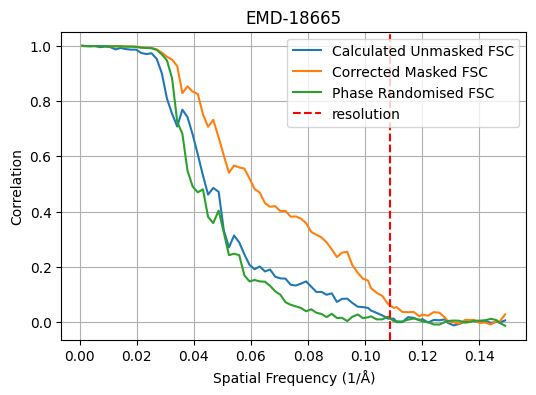 EMD-18665
Calculated Unmasked FSC
Corrected Masked FSC
Phase Randomised FSC
resolution
Correlation
1.0
0.8
0.6
0.4
0.2
0.0
0.00 0.02 0.04 0.06 0.08 0.10 0.12 0.14
Spatial Frequency (1/Å)